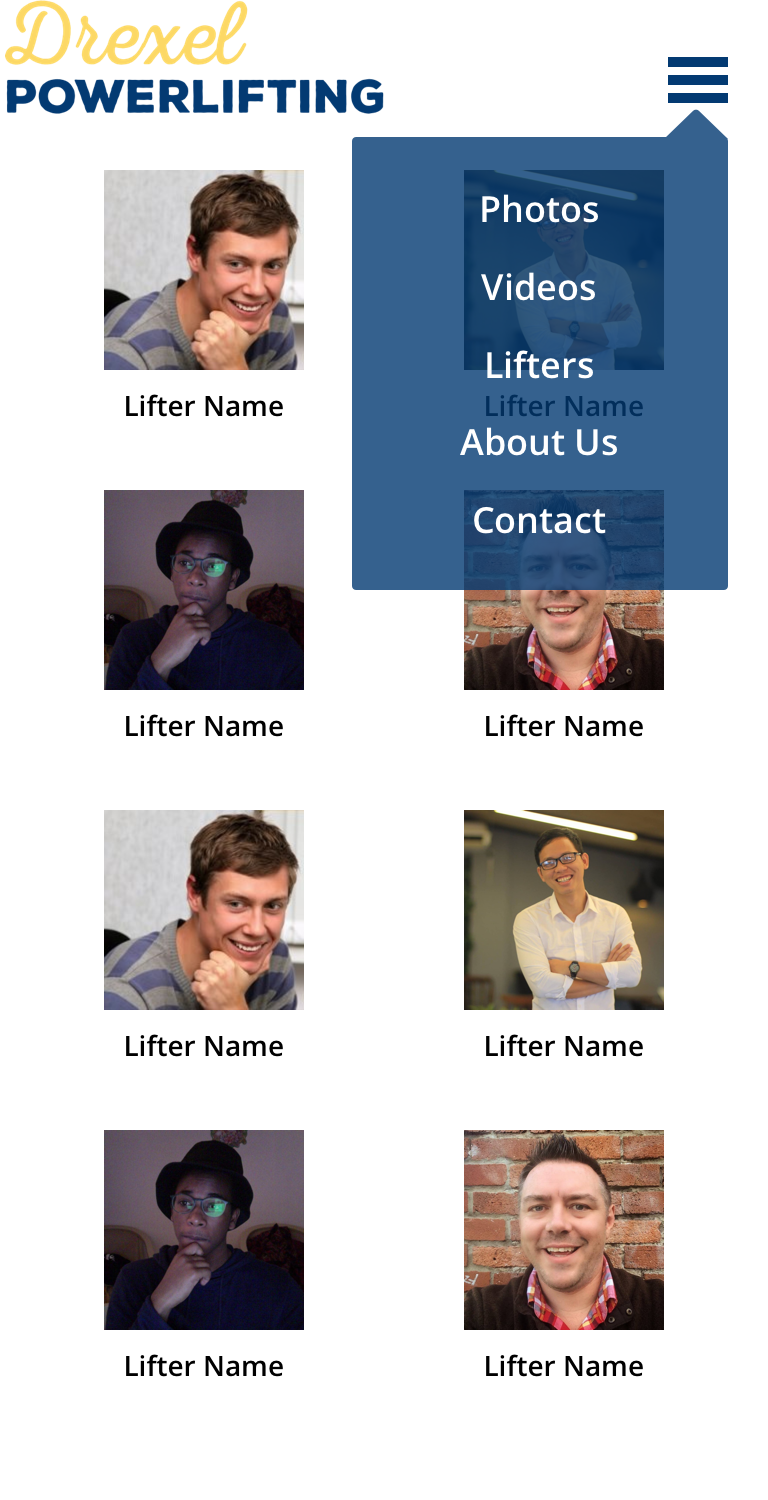 Drexel
POWERLIFTING
Photos
Videos
Lifters
Lifter Name
Lifter Name
About Us
Contact
Lifter Name
Lifter Name
Lifter Name
Lifter Name
Lifter Name
Lifter Name